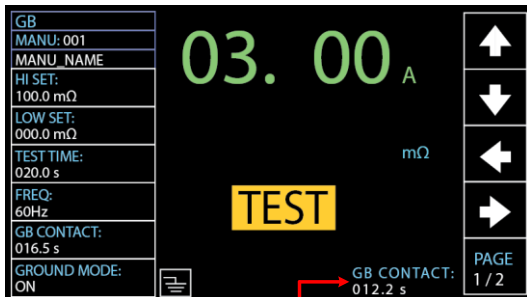 GB
MANU: 001
MANU_NAME
HI SET:
100.0 mΩ
LOW SET:
000.0 mΩ
TEST TIME:
020.0 s
FREQ:
60Hz
GB CONTACT:
016.5 s
GROUND MODE:
ON
03. 00 A
mΩ
TEST
GB CONTACT:
012.2 s
PAGE
1 / 2